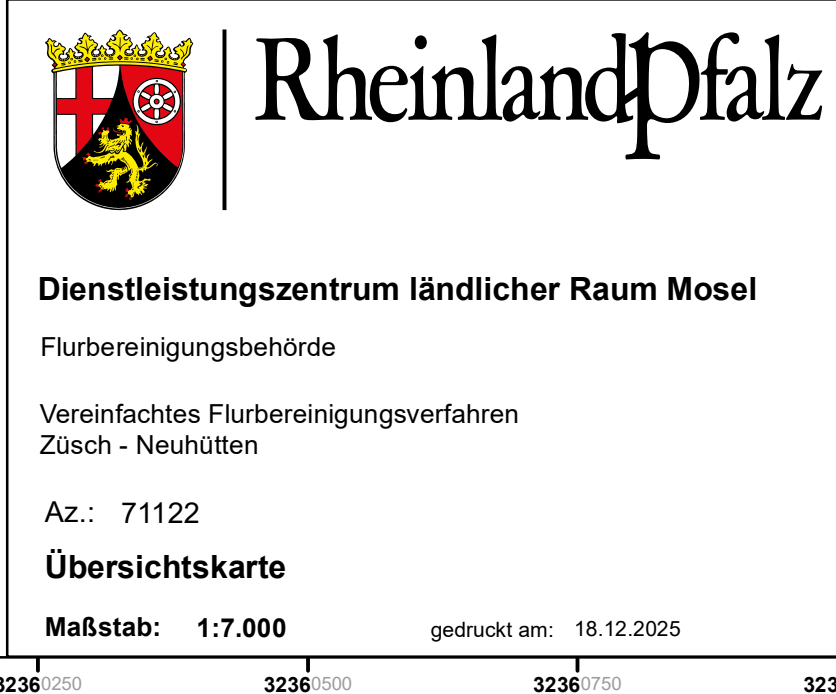 RheinlandPfalz
Dienstleistungszentrum ländlicher Raum Mosel
Flurbereinigungsbehörde
Vereinfachtes Flurbereinigungsverfahren
Züsch - Neuhütten
Az.: 71122
Übersichtskarte
Maßstab: 1:7.000 gedruckt am: 18.12.2025
32360250 32360500 32360750 323